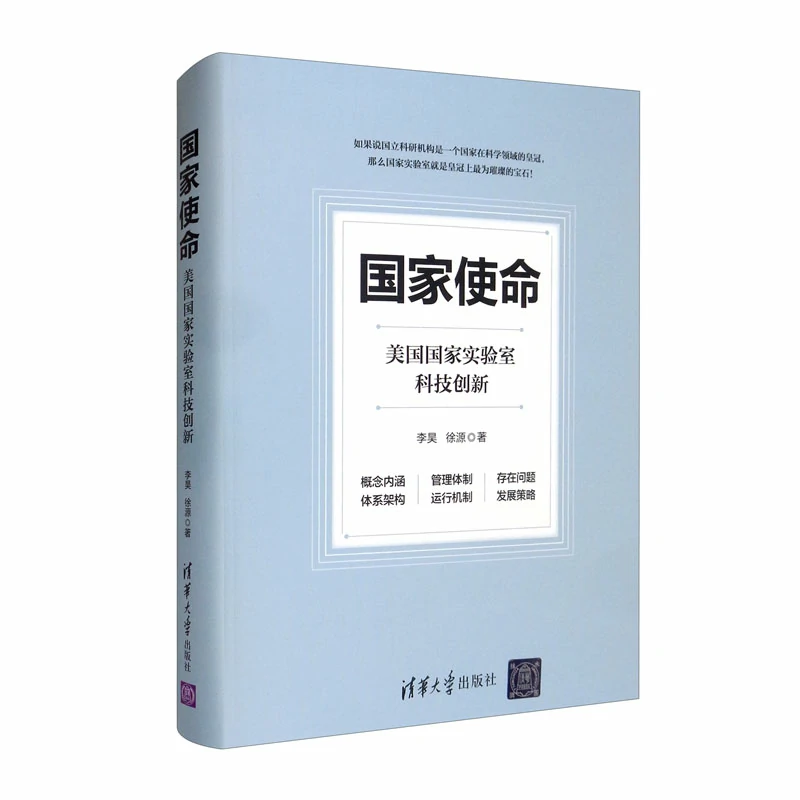 国家使命
美国国家实验室科技创新
李昊 徐源◎著
清华大学出版社
如果说国立科研机构是一个国家在科学领域的皇冠，
那么国家实验室就是皇冠上最为璀璨的宝石！
国家使命
美国国家实验室
科技创新
李昊 徐源◎著
概念内涵 管理体制 存在问题
体系架构 运行机制 发展策略
清华大学出版社